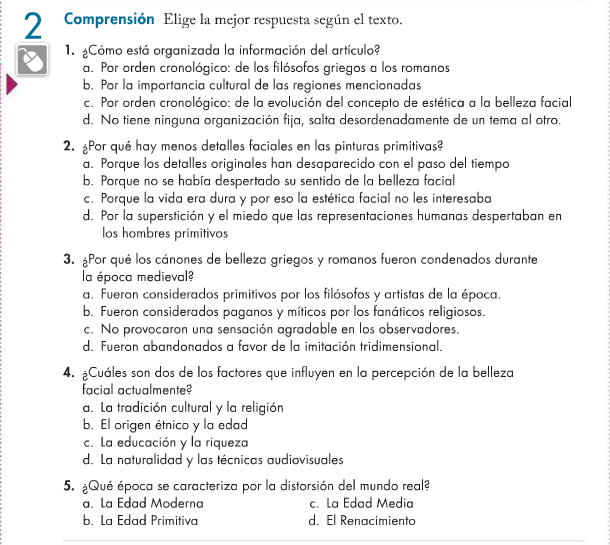 2 Comprensión Elige la mejor respuesta según el texto.
1. ¿Cómo está organizada la información del artículo?
a. Por orden cronológico: de los filósofos griegos a los romanos
b. Por la importancia cultural de las regiones mencionadas
c. Por orden cronológico: de la evolución del concepto de estética a la belleza facial
d. No tiene ninguna organización fija, salta desordenadamente de un tema al otro.
2. ¿Por qué hay menos detalles faciales en las pinturas primitivas?
a. Porque los detalles originales han desaparecido con el paso del tiempo
b. Porque no se había despertado su sentido de la belleza facial
c. Porque la vida era dura y por eso la estética facial no les interesaba
d. Por la superstición y el miedo que las representaciones humanas despertaban en
los hombres primitivos
3. ¿Por qué los cánones de belleza griegos y romanos fueron condenados durante
la época medieval?
a. Fueron considerados primitivos por los filósofos y artistas de la época.
b. Fueron considerados paganos y míticos por los fanáticos religiosos.
c. No provocaron una sensación agradable en los observadores.
d. Fueron abandonados a favor de la imitación tridimensional.
4. ¿Cuáles son dos de los factores que influyen en la percepción de la belleza
facial actualmente?
a. La tradición cultural y la religión
b. El origen étnico y la edad
c. La educación y la riqueza
d. La naturalidad y las técnicas audiovisuales
5. ¿Qué época se caracteriza por la distorsión del mundo real?
a. La Edad Moderna c. La Edad Media
b. La Edad Primitiva d. El Renacimiento